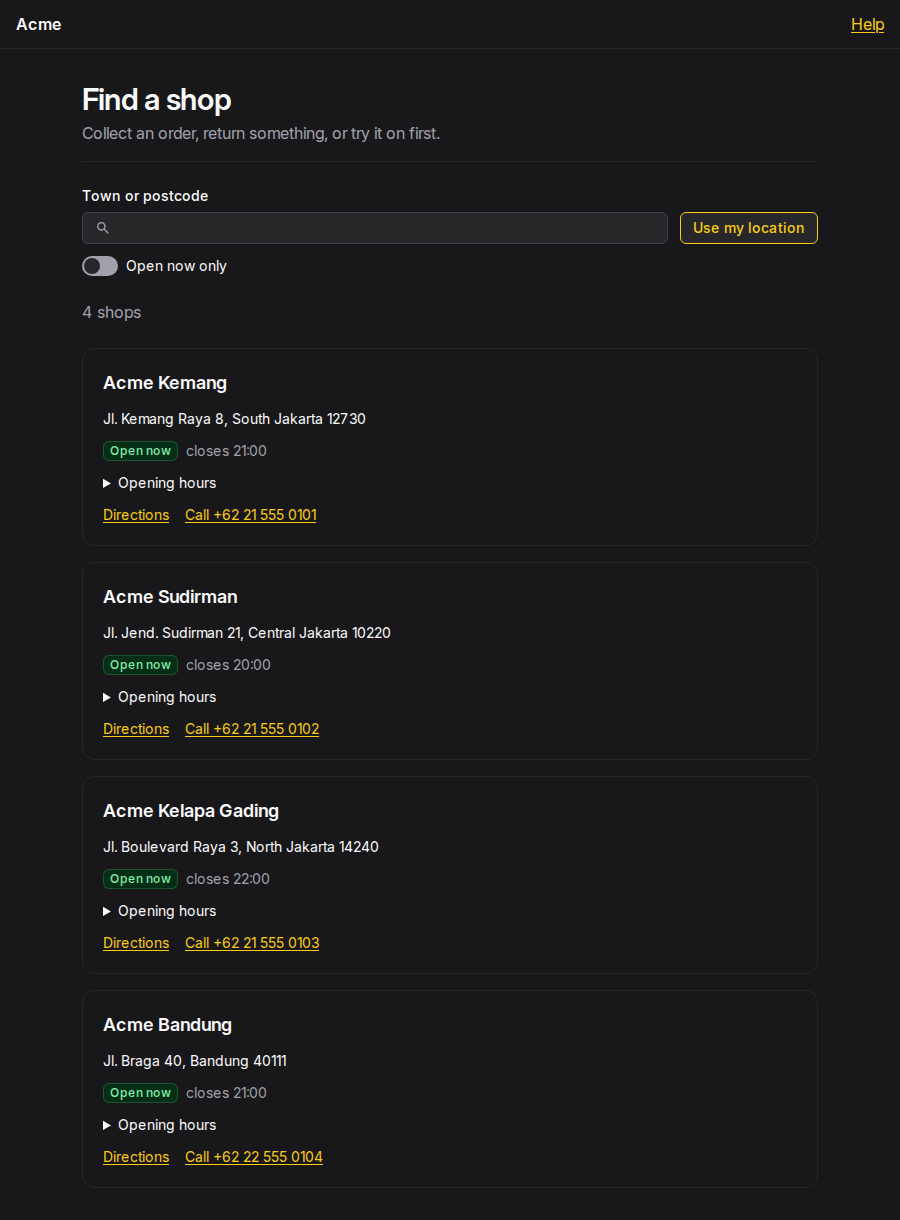 Acme
Help
Find a shop
Collect an order, return something, or try it on first.
Town or postcode
Use my location
Open now only
4 shops
Acme Kemang
Jl. Kemang Raya 8, South Jakarta 12730
Open now closes 21:00
Opening hours
Directions Call +62 21 555 0101
Acme Sudirman
Jl. Jend. Sudirman 21, Central Jakarta 10220
Open now closes 20:00
Opening hours
Directions Call +62 21 555 0102
Acme Kelapa Gading
Jl. Boulevard Raya 3, North Jakarta 14240
Open now closes 22:00
Opening hours
Directions Call +62 21 555 0103
Acme Bandung
Jl. Braga 40, Bandung 40111
Open now closes 21:00
Opening hours
Directions Call +62 22 555 0104